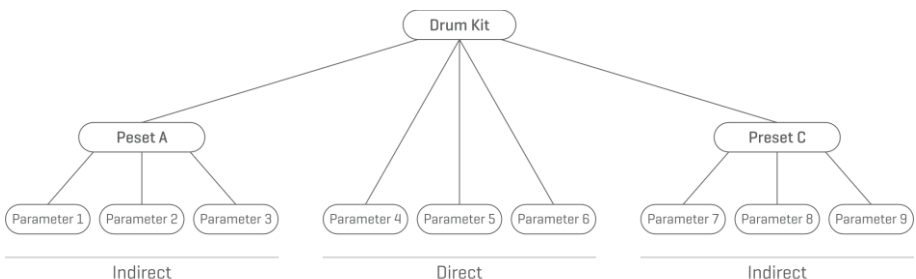 Drum Kit
Peset A
Preset C
Parameter 1 Parameter 2 Parameter 3 Parameter 4 Parameter 5 Parameter 6 Parameter 7 Parameter 8 Parameter 9
Indirect Direct Indirect